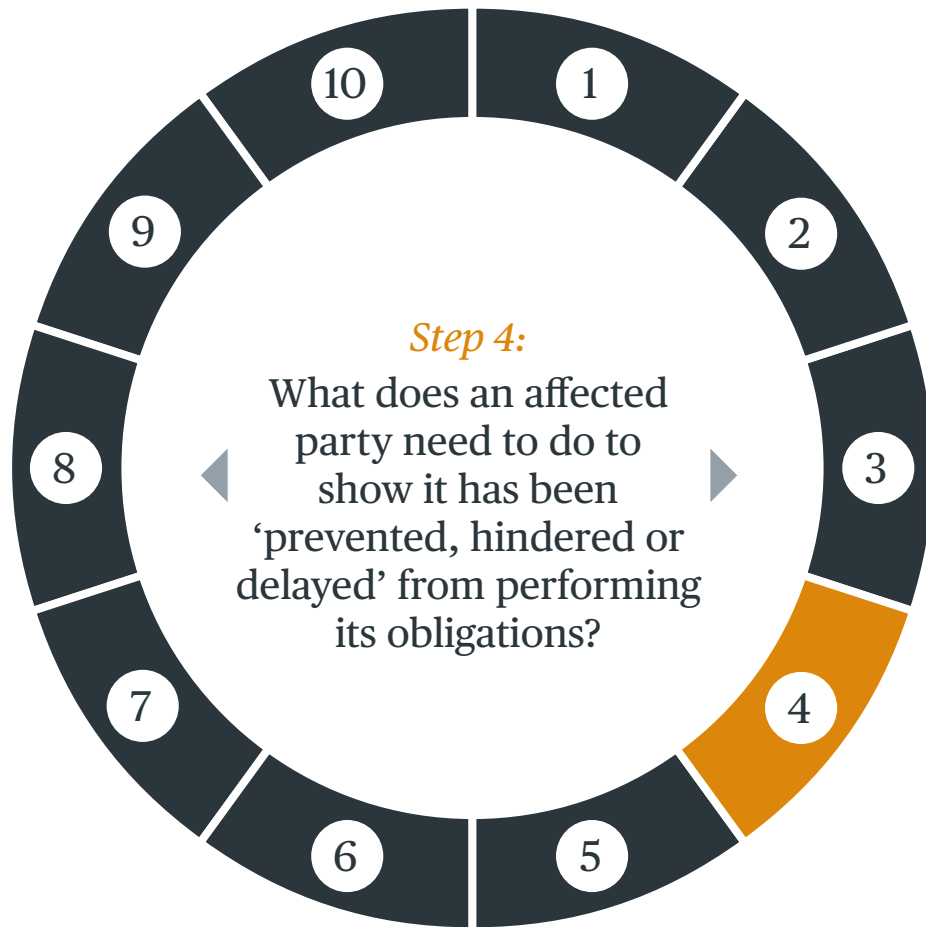 10
1
9
2
Step 4:
What does an affected
party need to do to
show it has been
‘prevented, hindered or
delayed’ from performing
its obligations?
8
3
7
4
6
5